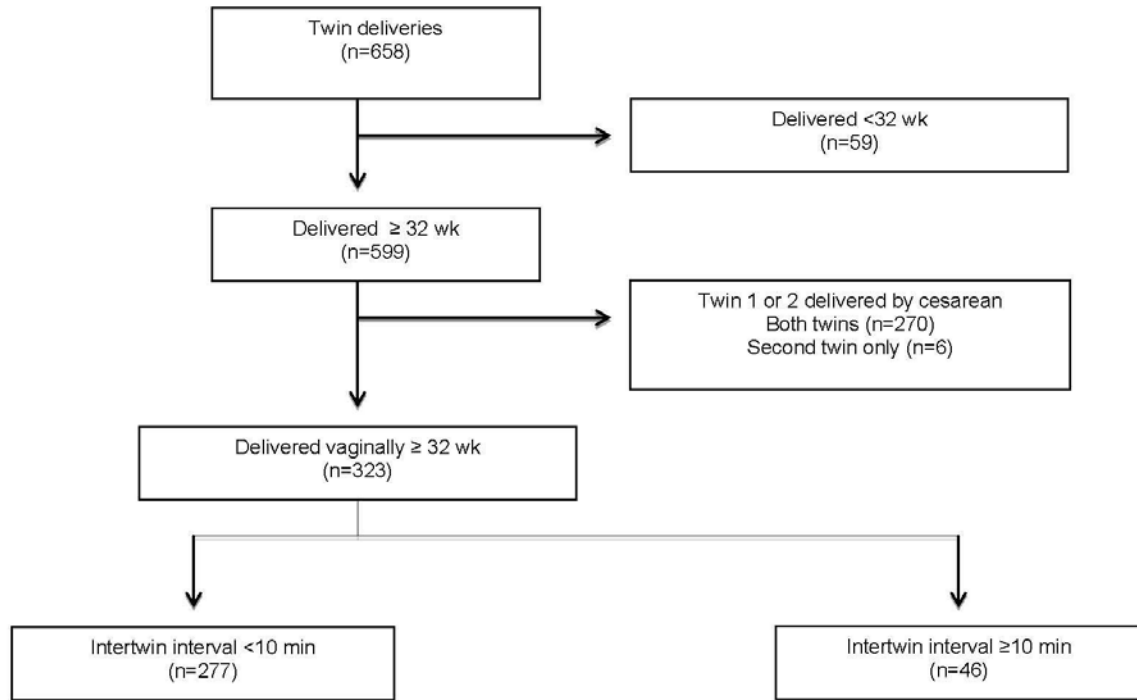 Twin deliveries
(n=658)
Delivered <32 wk
(n=59)
Delivered ≥ 32 wk
(n=599)
Twin 1 or 2 delivered by cesarean
Both twins (n=270)
Second twin only (n=6)
Delivered vaginally ≥ 32 wk
(n=323)
Intertwin interval <10 min
(n=277)
Intertwin interval ≥10 min
(n=46)